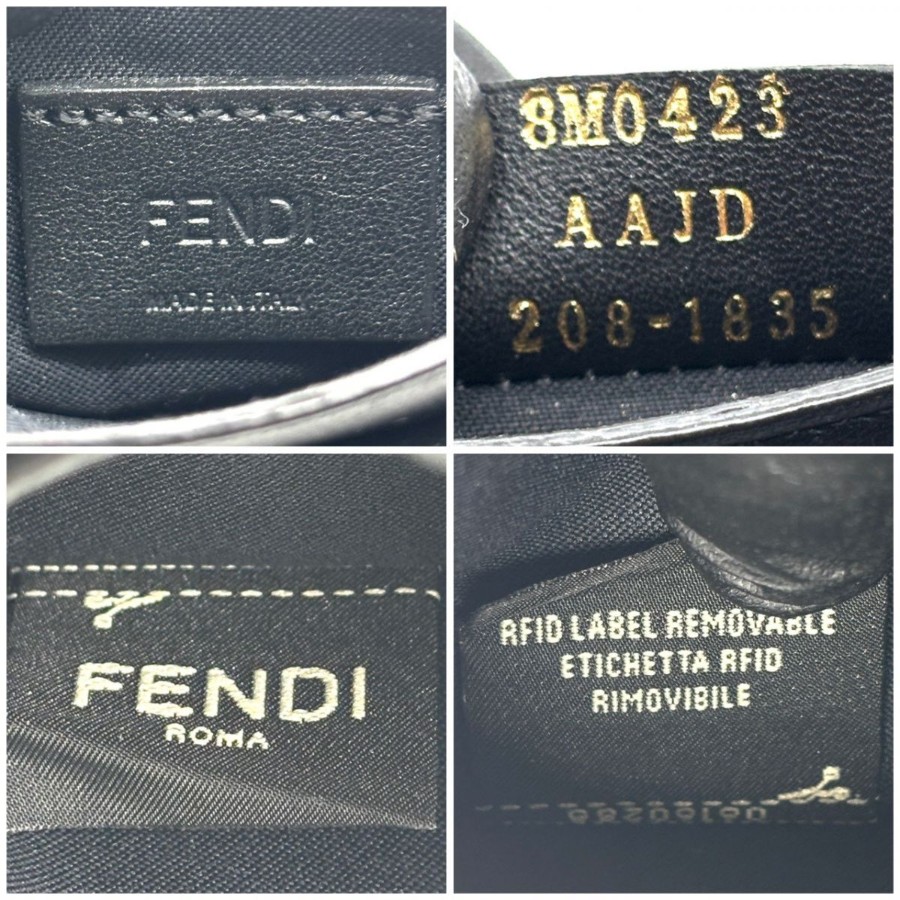 FENDI
MADE IN ITALY
8M0423
AAJD
208-1835
FENDI
ROMA
RFID LABEL REMOVABLE
ETICHETTA RFID
RIMOVIBILE